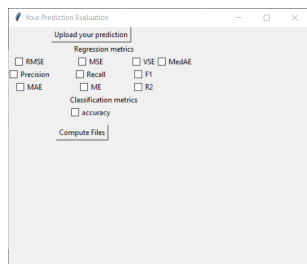 Your Prediction Evaluation
Upload your prediction
Regression metrics
RMSE MSE VSE MedAE
Precision Recall F1
MAE ME R2
Classification metrics
accuracy
Compute Files